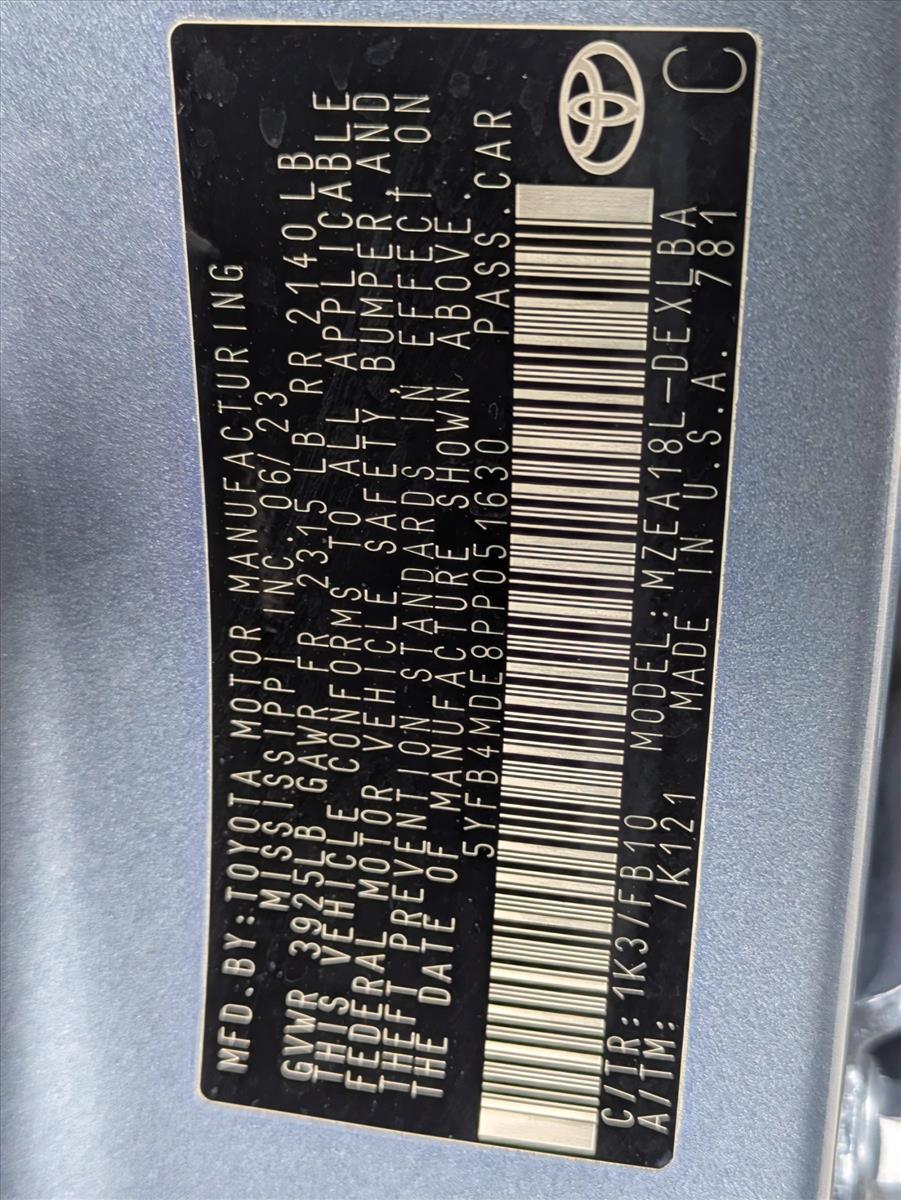 MFD.BY:TOYOTA MOTOR MANUFACTURING
MISSISSIPPI INC. 06/23
GVWR 3925LB GAWR FR 2315 LB RR 2140LB
THIS VEHICLE CONFORMS TO ALL APPLICABLE
FEDERAL MOTOR VEHICLE SAFETY, BUMPER, AND
THEFT PREVENTION STANDARDS IN EFFECT ON
THE DATE OF MANUFACTURE SHOWN ABOVE.
5YFB4MDE8PP051630 PASS.CAR
C/TR:1K3/FB10 MODEL:MZEA18L-DEXLBA
A/TM: /K121 MADE IN U.S.A. 781
C